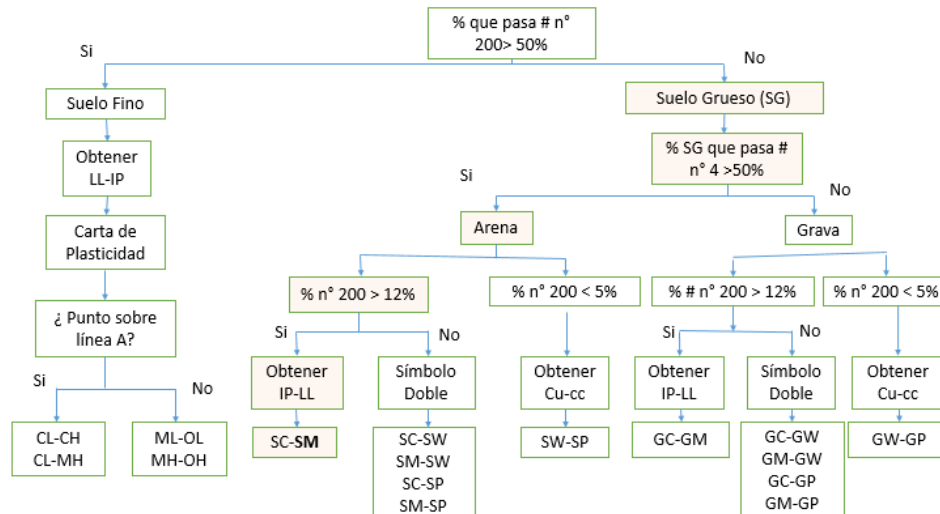 % que pasa # n°
200> 50%
Si
No
Suelo Fino
Suelo Grueso (SG)
Obtener
LL-IP
% SG que pasa #
n° 4 >50%
Si
No
Carta de
Plasticidad
Arena
Grava
% n° 200 > 12%
% n° 200 < 5%
% # n° 200 > 12%
% n° 200 < 5%
¿ Punto sobre
línea A?
Si
No
Si
No
Si
No
Obtener
IP-LL
Símbolo
Doble
Obtener
Cu-cc
Obtener
IP-LL
Símbolo
Doble
Obtener
Cu-cc
CL-CH
CL-MH
ML-OL
MH-OH
SC-SM
SC-SW
SM-SW
SC-SP
SM-SP
SW-SP
GC-GM
GC-GW
GM-GW
GC-GP
GM-GP
GW-GP